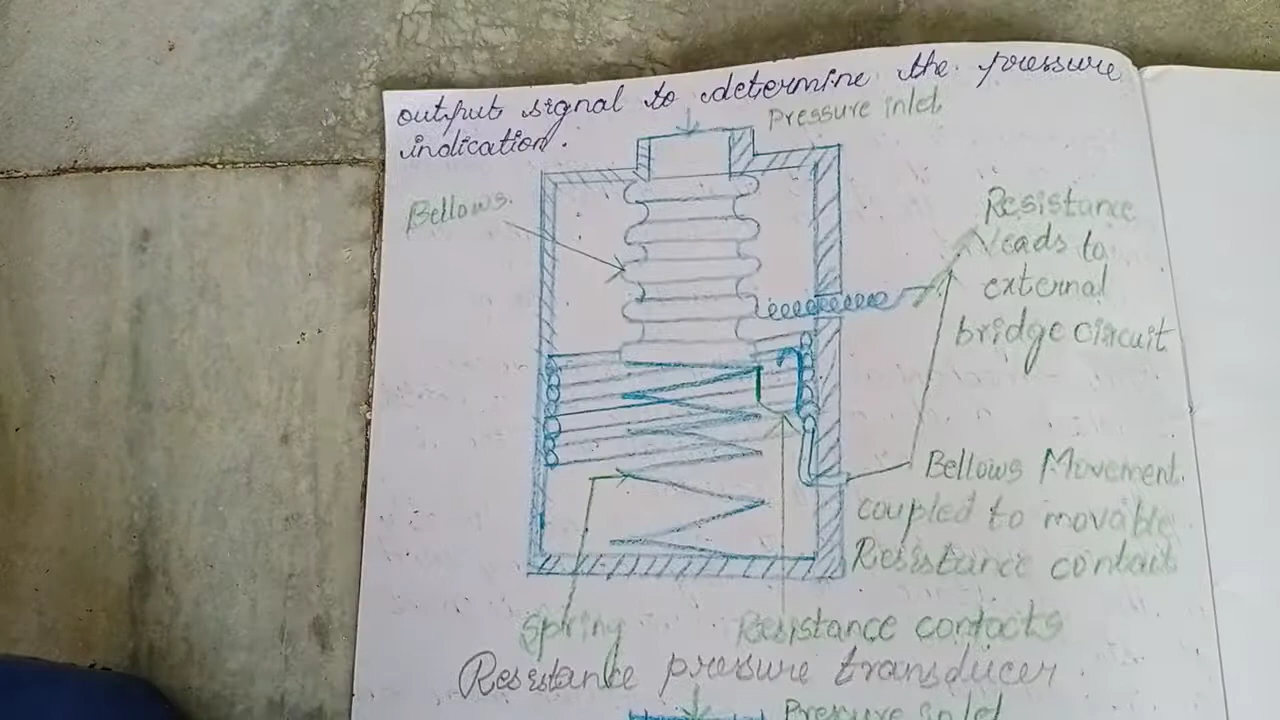 output signal to determine the pressure
indication.
Pressure inlet
Bellows.
Resistance
leads to
external
bridge circuit
Bellows Movement.
coupled to movable
Resistance contact
Spring
Resistance contacts
Resistance pressure transducer
Pressure inlet